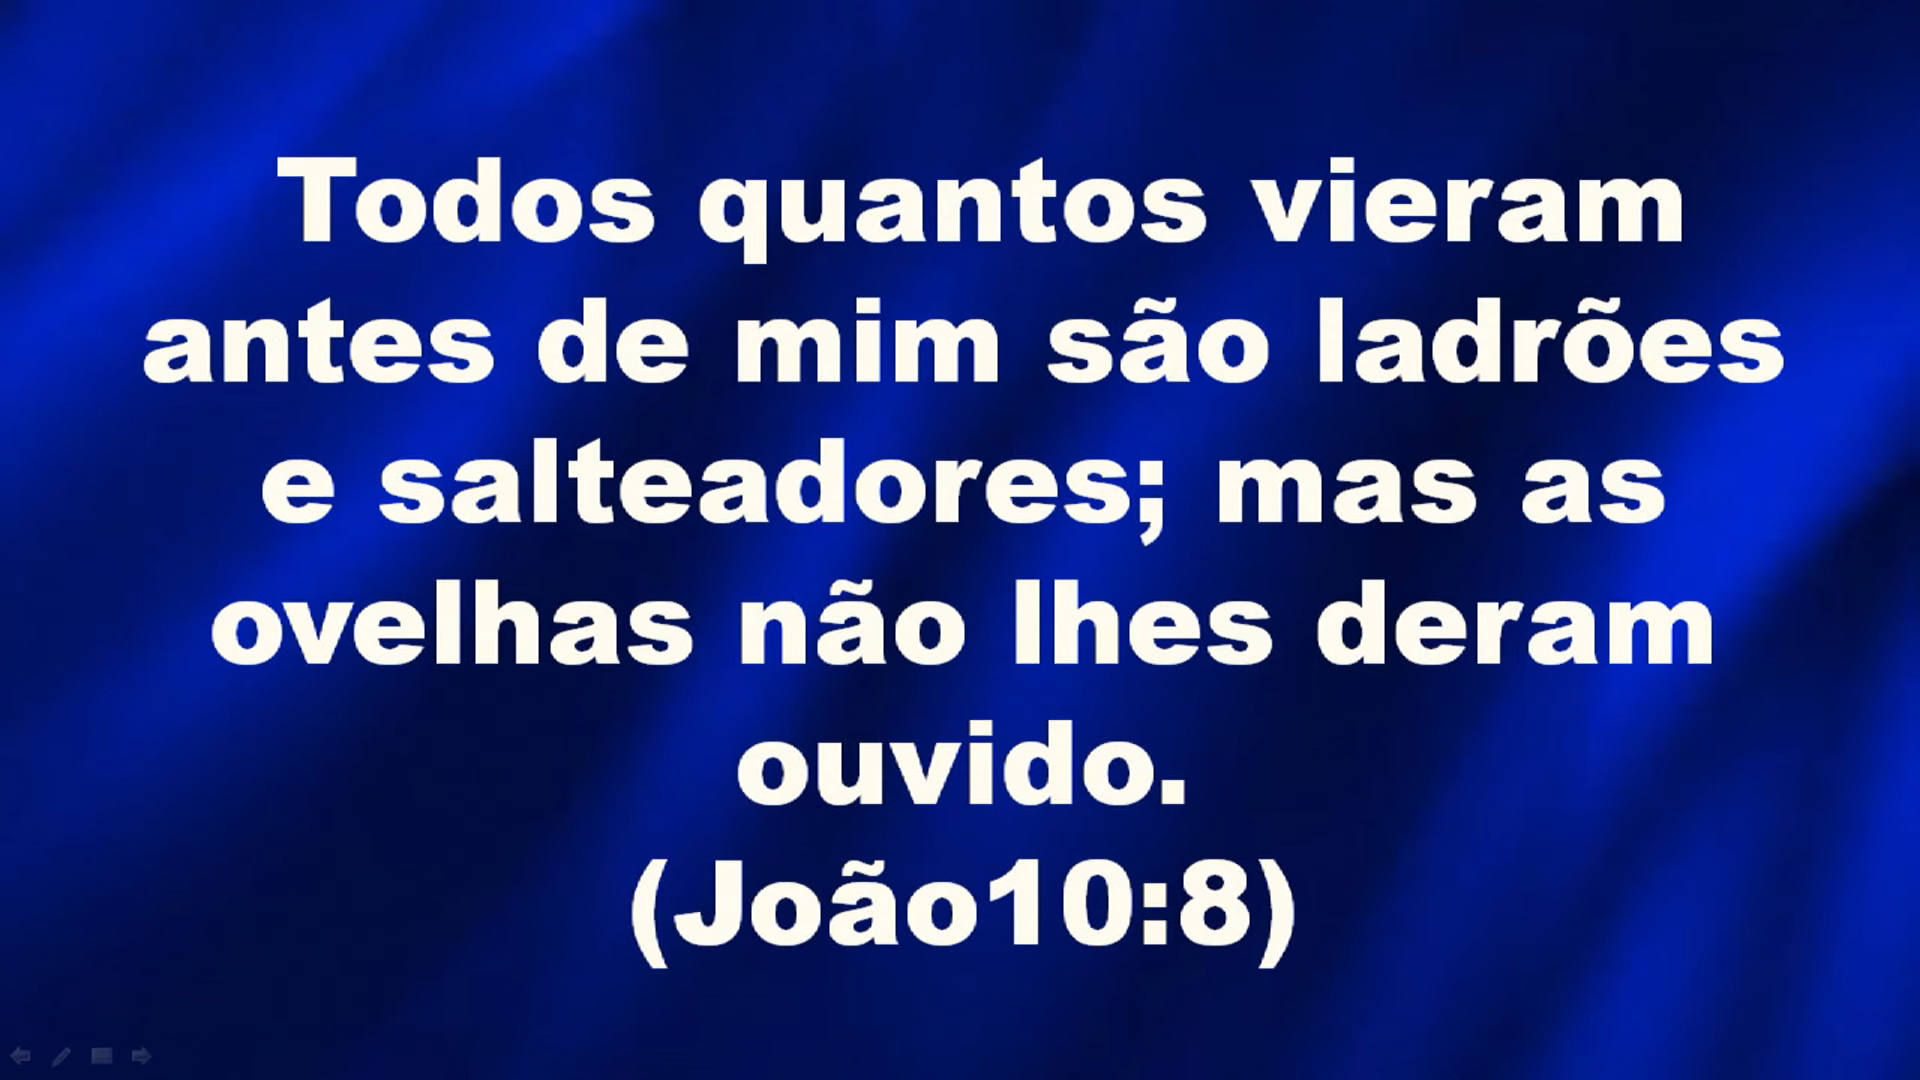 Todos quantos vieram
antes de mim são ladrões
e salteadores; mas as
ovelhas não lhes deram
ouvido.
(João10:8)